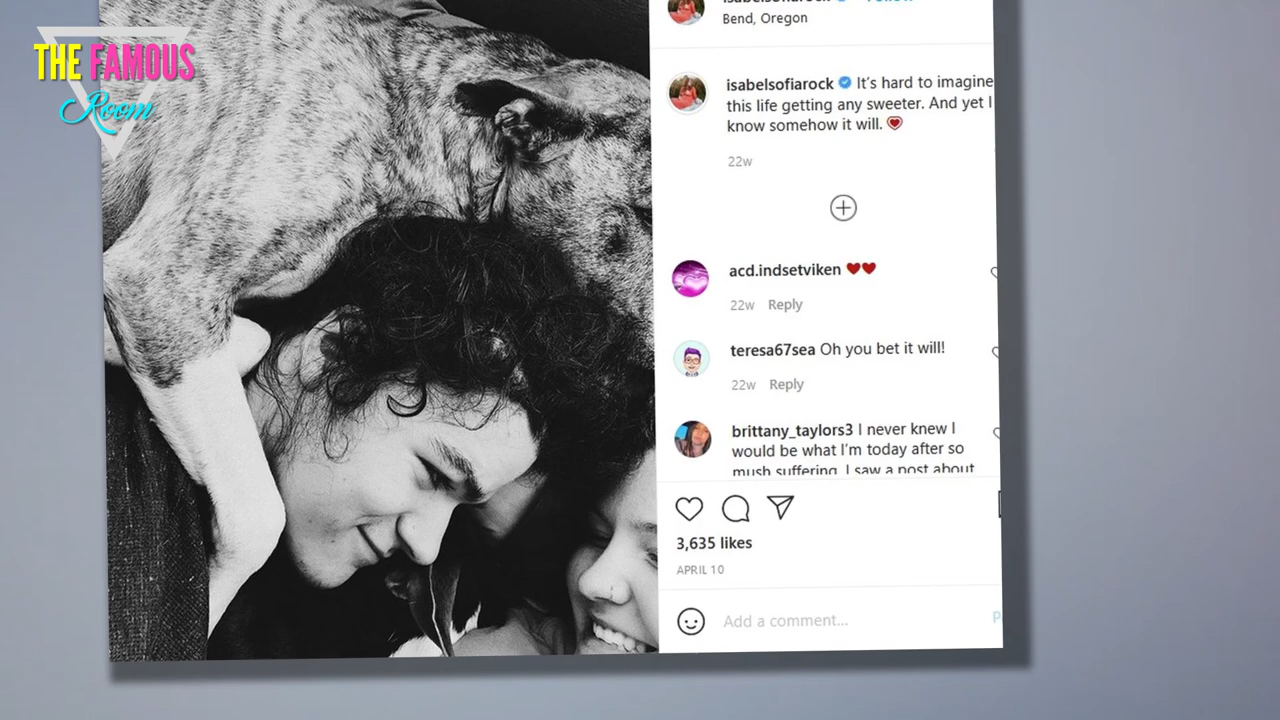 THE FAMOUS
Room
Bend, Oregon
isabelsofiarock It's hard to imagine
this life getting any sweeter. And yet I
know somehow it will.
22w
acd.indsetviken
22w Reply
teresa67sea Oh you bet it will!
22w Reply
brittany_taylors3 I never knew I
would be what I'm today after so
mush suffering, I saw a post about
3,635 likes
APRIL 10
Add a comment...